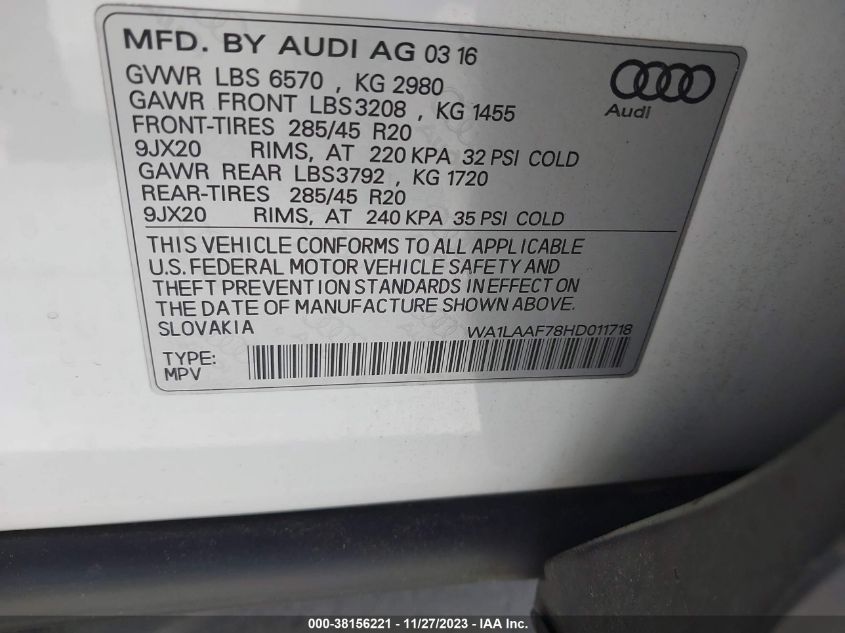 MFD. BY AUDI AG 03 16
GVWR LBS 6570 , KG 2980
GAWR FRONT LBS3208 , KG 1455
FRONT-TIRES 285/45 R20
9JX20 RIMS, AT 220 KPA 32 PSI COLD
GAWR REAR LBS3792 , KG 1720
REAR-TIRES 285/45 R20
9JX20 RIMS, AT 240 KPA 35 PSI COLD
Audi
THIS VEHICLE CONFORMS TO ALL APPLICABLE
U.S. FEDERAL MOTOR VEHICLE SAFETY AND
THEFT PREVENTION STANDARDS IN EFFECT ON
THE DATE OF MANUFACTURE SHOWN ABOVE.
SLOVAKIA WA1LAAF78HD011718
TYPE:
MPV
000-38156221 - 11/27/2023 - IAA Inc.